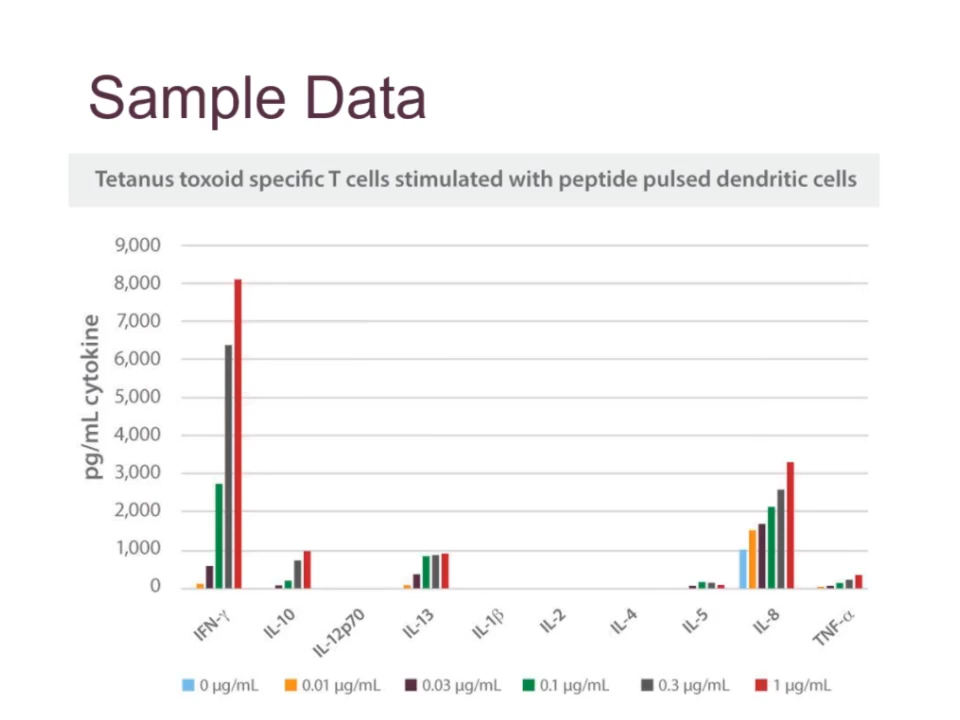 Sample Data
Tetanus toxoid specific T cells stimulated with peptide pulsed dendritic cells
pg/mL cytokine
9,000
8,000
7,000
6,000
5,000
4,000
3,000
2,000
1,000
0
IFN-γ
IL-10
IL-12p70
IL-13
IL-1β
IL-2
IL-4
IL-5
IL-8
TNF-α
0 µg/mL 0.01 µg/mL 0.03 µg/mL 0.1 µg/mL 0.3 µg/mL 1 µg/mL